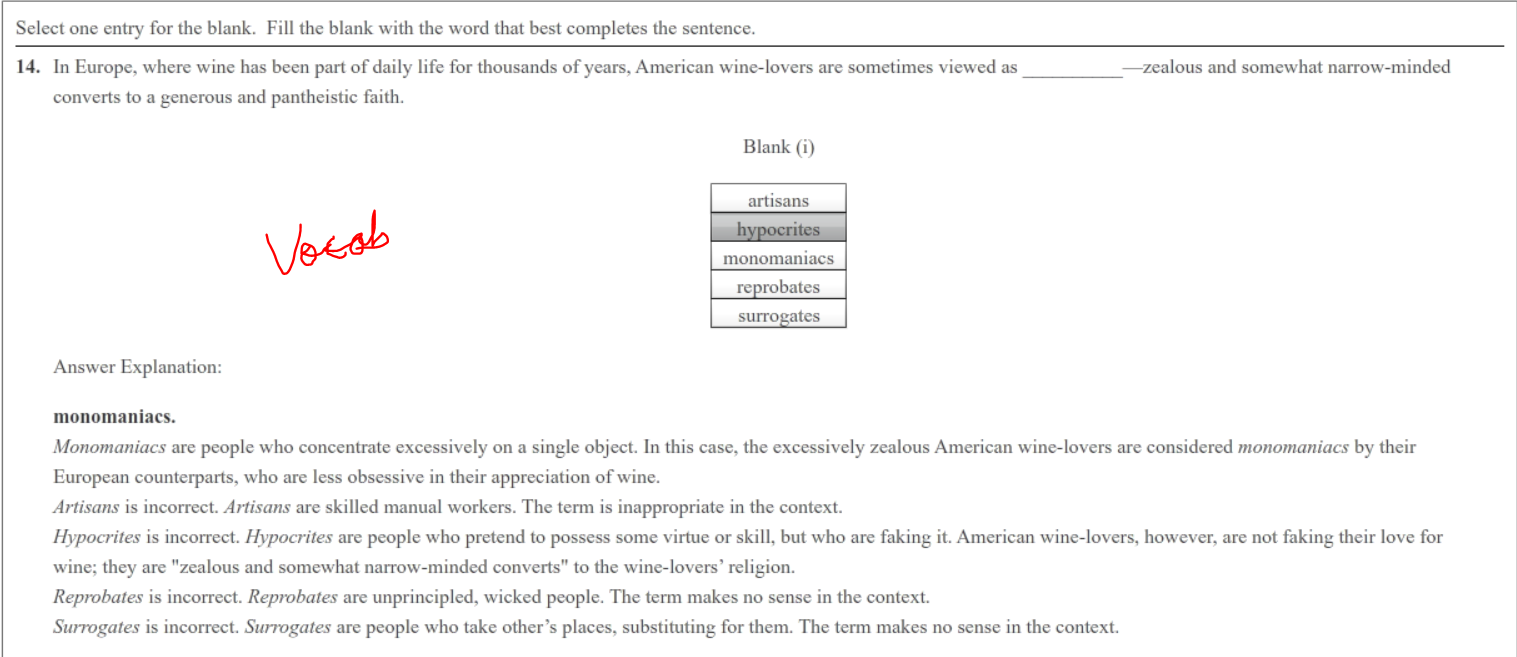 Select one entry for the blank.  Fill the blank with the word that best completes the sentence.
14. In Europe, where wine has been part of daily life for thousands of years, American wine-lovers are sometimes viewed as __________—zealous and somewhat narrow-minded
converts to a generous and pantheistic faith.
Blank (i)
artisans
hypocrites
monomaniacs
reprobates
surrogates
Vocab
Answer Explanation:
monomaniacs.
Monomaniacs are people who concentrate excessively on a single object. In this case, the excessively zealous American wine-lovers are considered monomaniacs by their
European counterparts, who are less obsessive in their appreciation of wine.
Artisans is incorrect. Artisans are skilled manual workers. The term is inappropriate in the context.
Hypocrites is incorrect. Hypocrites are people who pretend to possess some virtue or skill, but who are faking it. American wine-lovers, however, are not faking their love for
wine; they are "zealous and somewhat narrow-minded converts" to the wine-lovers’ religion.
Reprobates is incorrect. Reprobates are unprincipled, wicked people. The term makes no sense in the context.
Surrogates is incorrect. Surrogates are people who take other’s places, substituting for them. The term makes no sense in the context.